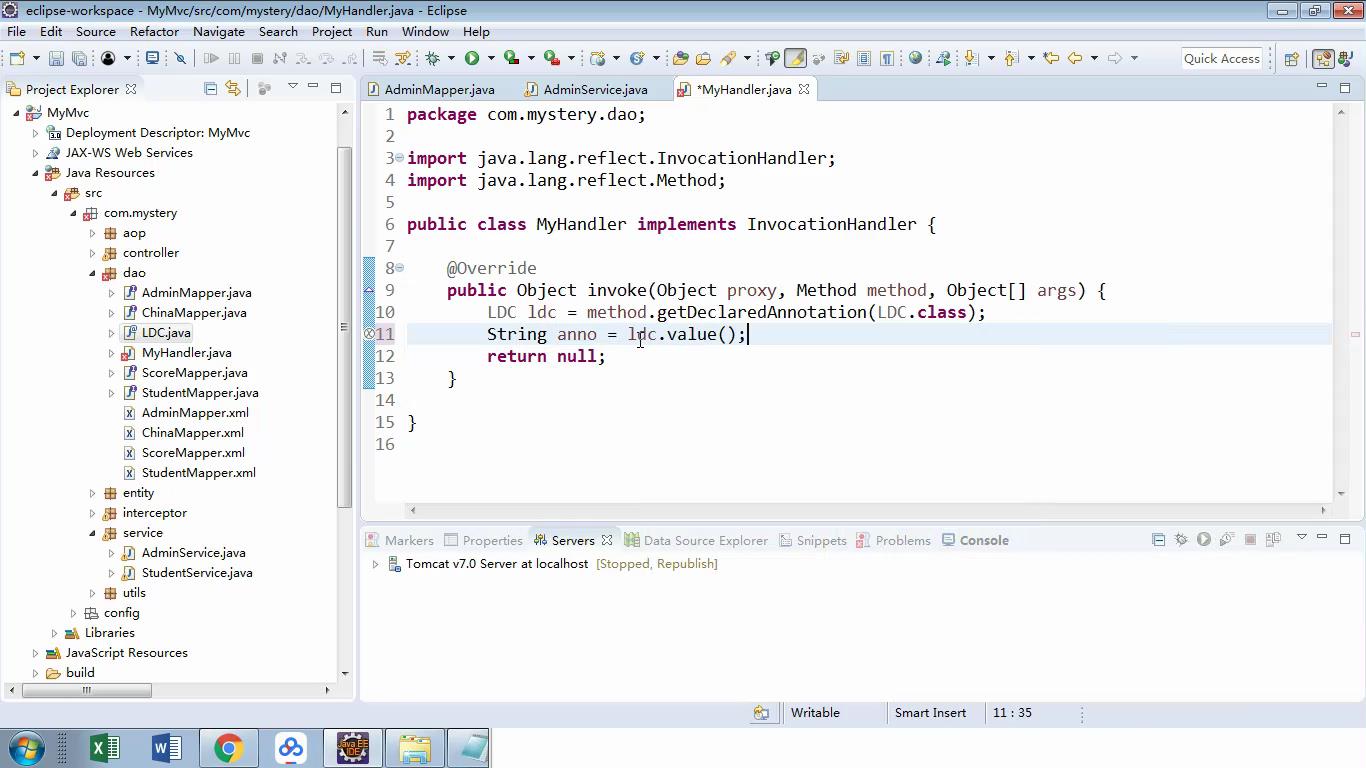 eclipse-workspace - MyMvc/src/com/mystery/dao/MyHandler.java - Eclipse
File Edit Source Refactor Navigate Search Project Run Window Help
Quick Access
Project Explorer
MyMvc
Deployment Descriptor: MyMvc
JAX-WS Web Services
Java Resources
src
com.mystery
aop
controller
dao
AdminMapper.java
ChinaMapper.java
LDC.java
MyHandler.java
ScoreMapper.java
StudentMapper.java
AdminMapper.xml
ChinaMapper.xml
ScoreMapper.xml
StudentMapper.xml
entity
interceptor
service
AdminService.java
StudentService.java
utils
config
Libraries
JavaScript Resources
build
AdminMapper.java AdminService.java *MyHandler.java
1 package com.mystery.dao;
2
3 import java.lang.reflect.InvocationHandler;
4 import java.lang.reflect.Method;
5
6 public class MyHandler implements InvocationHandler {
7
8 @Override
9 public Object invoke(Object proxy, Method method, Object[] args) {
10 LDC ldc = method.getDeclaredAnnotation(LDC.class);
11 String anno = ldc.value();
12 return null;
13 }
14
15 }
16
Markers Properties Servers Data Source Explorer Snippets Problems Console
Tomcat v7.0 Server at localhost [Stopped, Republish]
Writable Smart Insert 11 : 35
Java EE
IDE